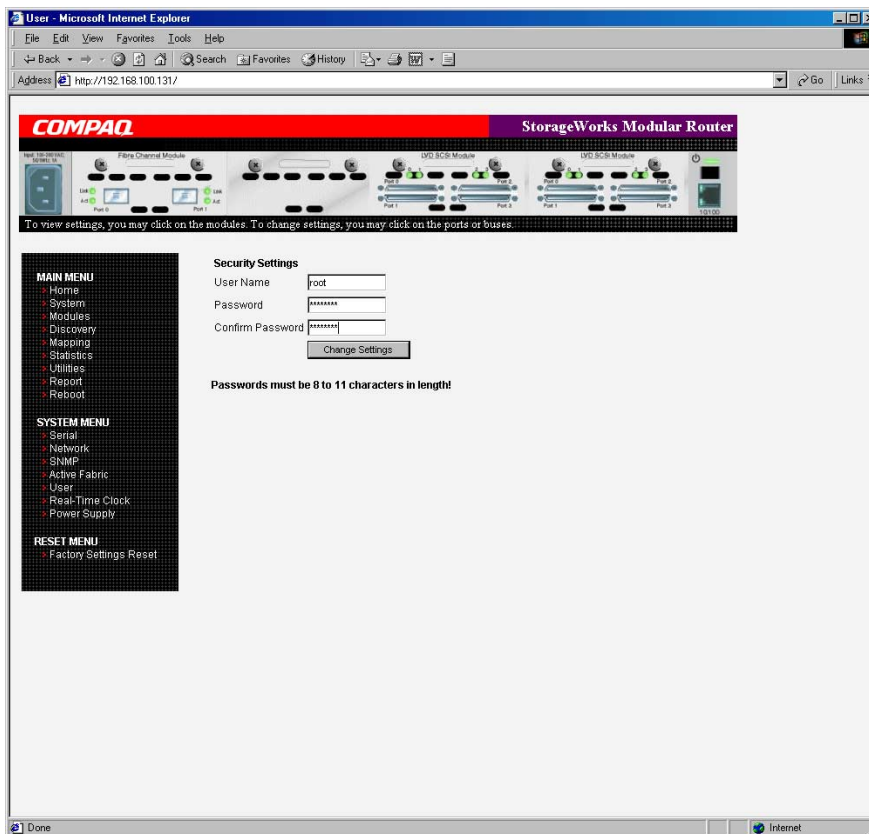 User - Microsoft Internet Explorer
File Edit View Favorites Tools Help
Back Search Favorites History
Address http://192.168.100.131/ Go Links
COMPAQ StorageWorks Modular Router
Fibre Channel Module LVD SCSI Module LVD SCSI Module
Link Link
Act Act
Port 0 Port 1
Port 0 Port 2 Port 0 Port 2
Port 1 Port 3 Port 1 Port 3
10/100
To view settings, you may click on the modules. To change settings, you may click on the ports or buses.
MAIN MENU
> Home
> System
> Modules
> Discovery
> Mapping
> Statistics
> Utilities
> Report
> Reboot
SYSTEM MENU
> Serial
> Network
> SNMP
> Active Fabric
> User
> Real-Time Clock
> Power Supply
RESET MENU
> Factory Settings Reset
Security Settings
User Name root
Password ********
Confirm Password ********
Change Settings
Passwords must be 8 to 11 characters in length!
Done Internet